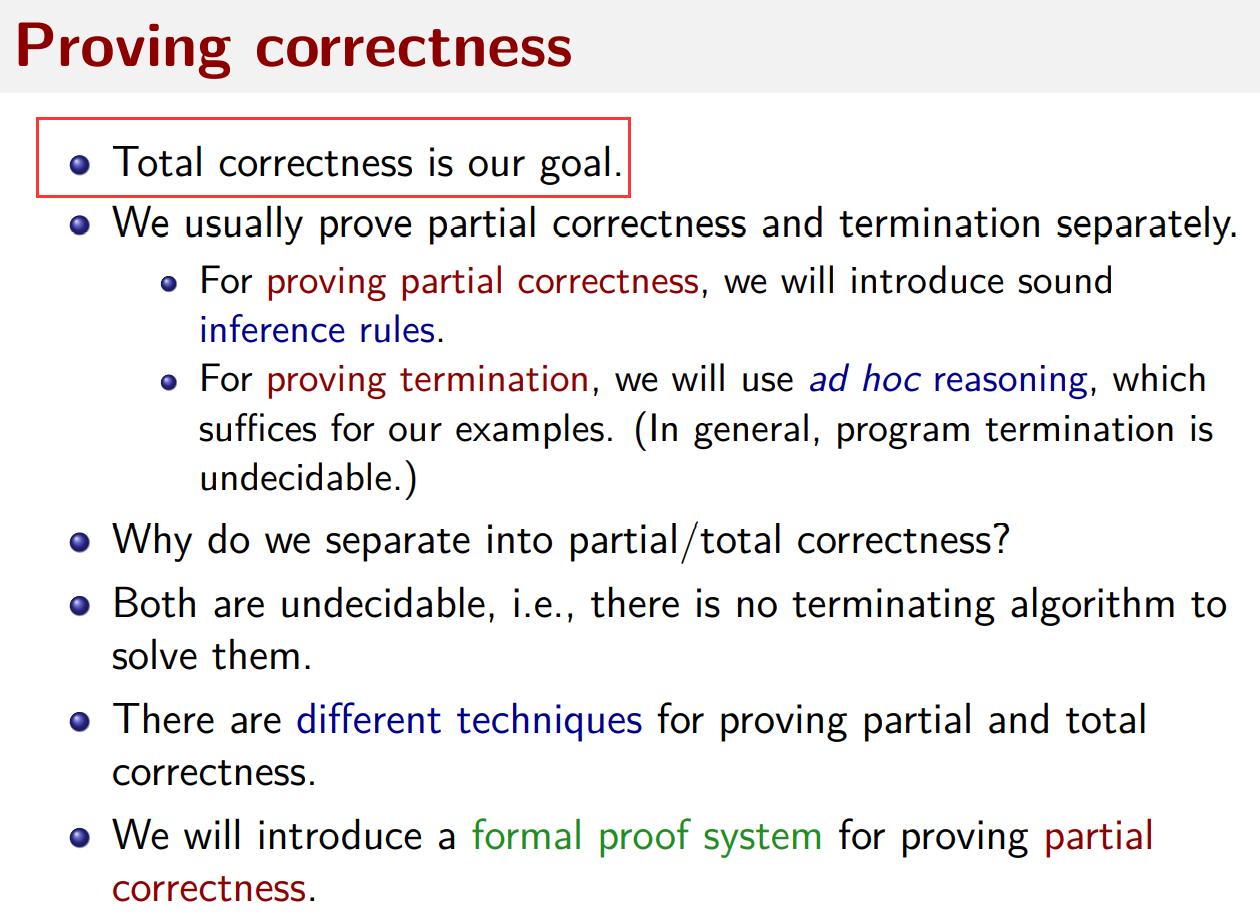 Proving correctness
Total correctness is our goal.
We usually prove partial correctness and termination separately.
For proving partial correctness, we will introduce sound
inference rules.
For proving termination, we will use ad hoc reasoning, which
suffices for our examples. (In general, program termination is
undecidable.)
Why do we separate into partial/total correctness?
Both are undecidable, i.e., there is no terminating algorithm to
solve them.
There are different techniques for proving partial and total
correctness.
We will introduce a formal proof system for proving partial
correctness.